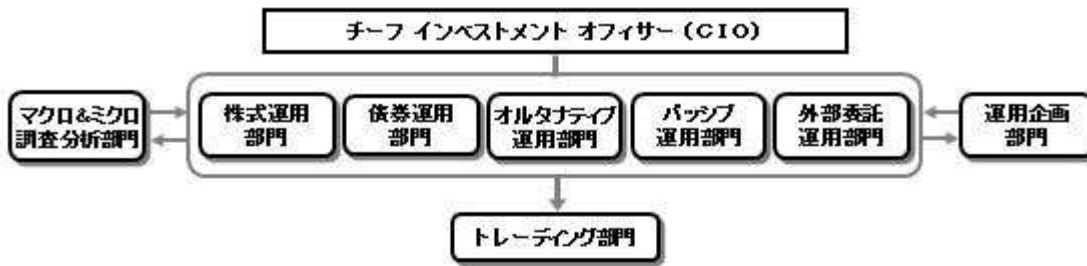 チーフ インベストメント オフィサー (CIO)
マクロ&ミクロ
調査分析部門
株式運用
部門
債券運用
部門
オルタナティブ
運用部門
パッシブ
運用部門
外部委託
運用部門
運用企画
部門
トレーディング部門